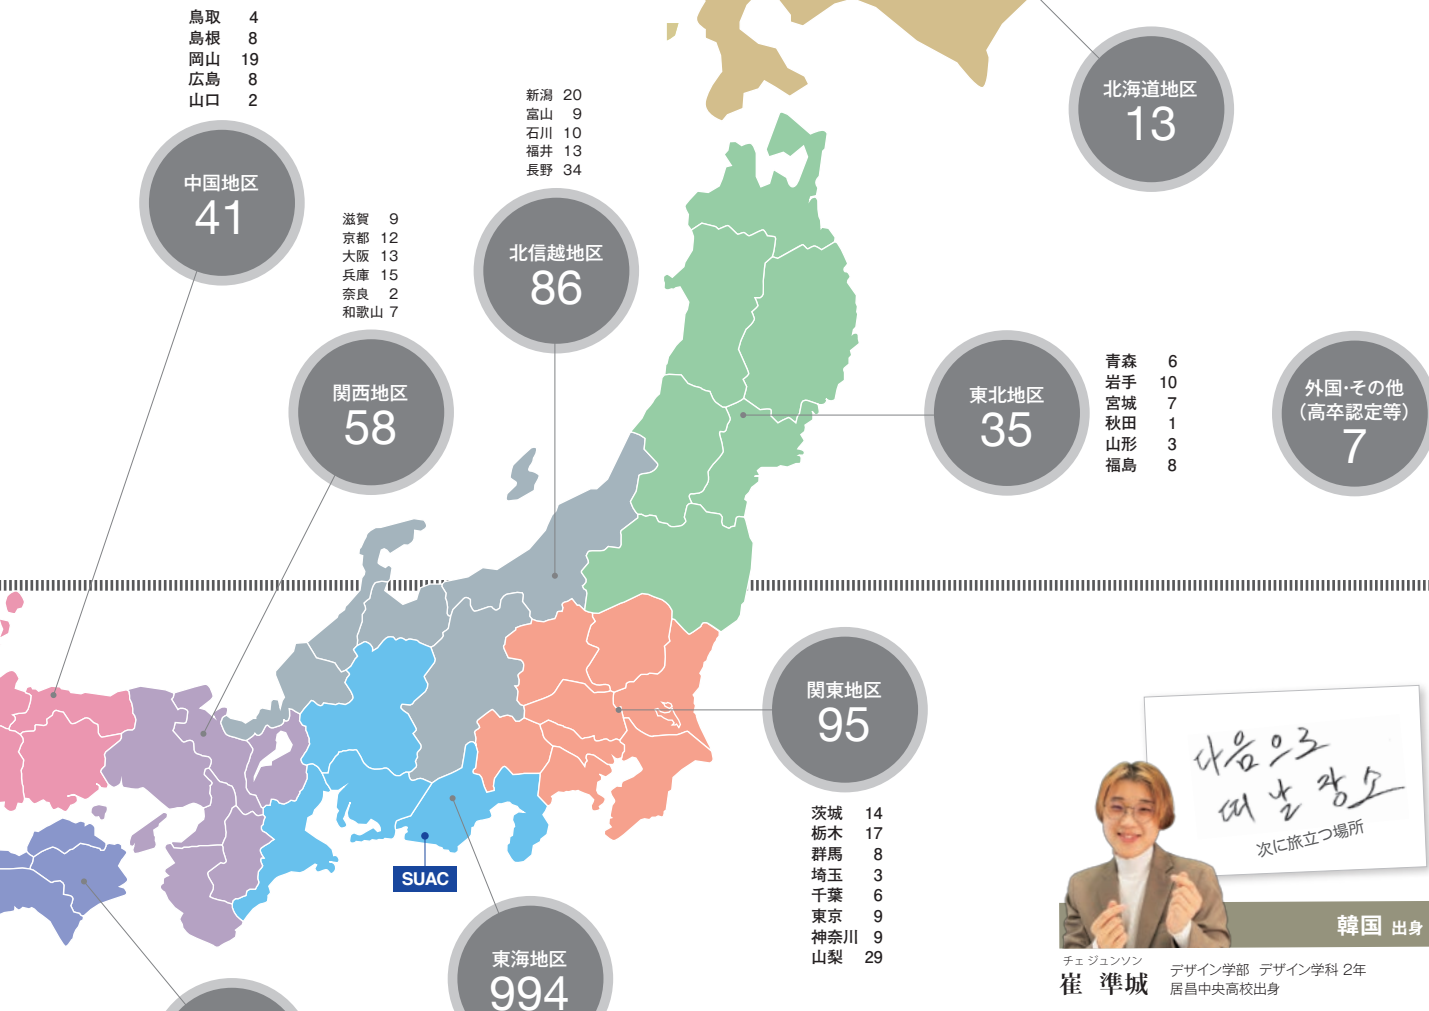 鳥取 4
島根 8
岡山 19
広島 8
山口 2
中国地区
41
滋賀 9
京都 12
大阪 13
兵庫 15
奈良 2
和歌山 7
関西地区
58
新潟 20
富山 9
石川 10
福井 13
長野 34
北信越地区
86
北海道地区
13
東北地区
35
青森 6
岩手 10
宮城 7
秋田 1
山形 3
福島 8
外国・その他
（高卒認定等）
7
関東地区
95
茨城 14
栃木 17
群馬 8
埼玉 3
千葉 6
東京 9
神奈川 9
山梨 29
SUAC
東海地区
994
다음으로
떠날 장소
次に旅立つ場所
韓国 出身
チェ ジュンソン
崔 準城
デザイン学部 デザイン学科 2年
居昌中央高校出身